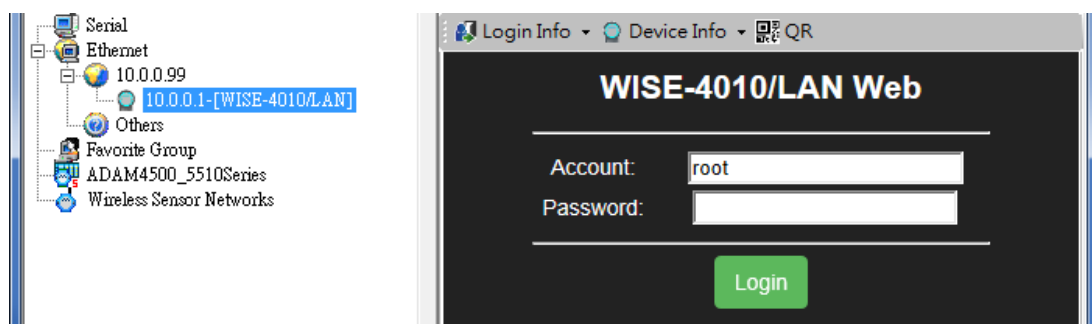 Serial
Ethernet
10.0.0.99
10.0.0.1-[WISE-4010/LAN]
Others
Favorite Group
ADAM4500_5510Series
Wireless Sensor Networks
Login Info Device Info QR
WISE-4010/LAN Web
Account: root
Password:
Login